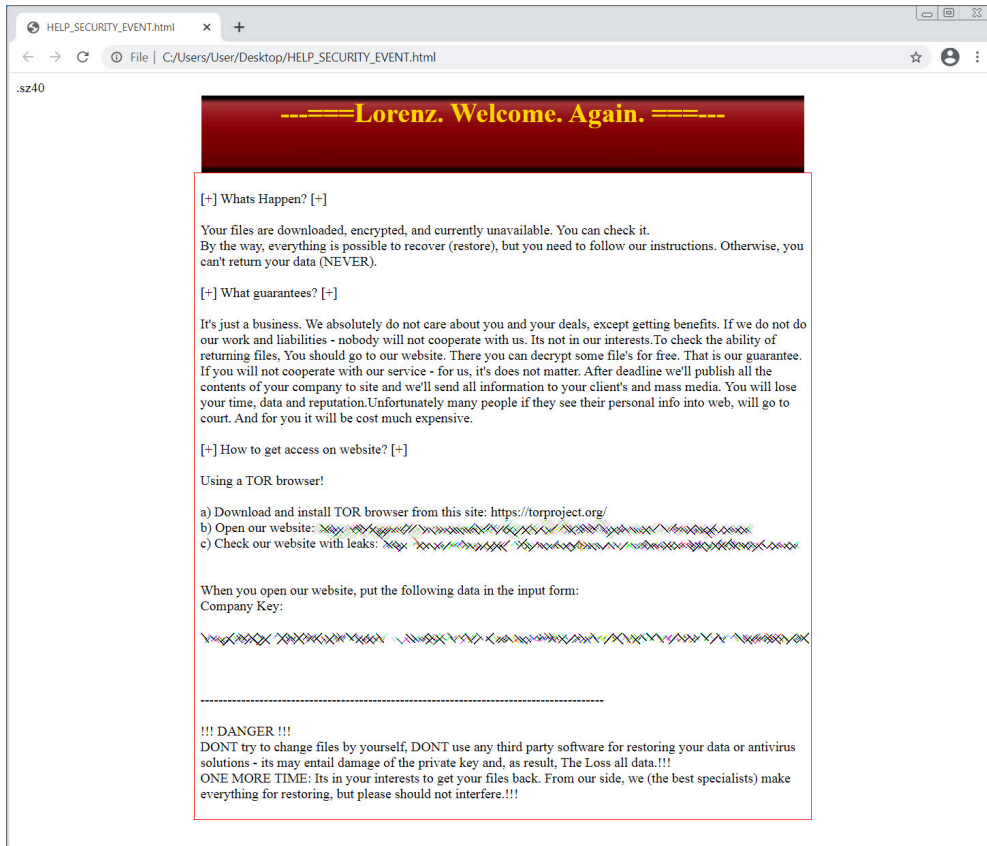 HELP_SECURITY_EVENT.html
File | C:/Users/User/Desktop/HELP_SECURITY_EVENT.html
.sz40
---===Lorenz. Welcome. Again. ===---
[+] Whats Happen? [+]
Your files are downloaded, encrypted, and currently unavailable. You can check it.
By the way, everything is possible to recover (restore), but you need to follow our instructions. Otherwise, you
can't return your data (NEVER).
[+] What guarantees? [+]
It's just a business. We absolutely do not care about you and your deals, except getting benefits. If we do not do
our work and liabilities - nobody will not cooperate with us. Its not in our interests.To check the ability of
returning files, You should go to our website. There you can decrypt some file's for free. That is our guarantee.
If you will not cooperate with our service - for us, it's does not matter. After deadline we'll publish all the
contents of your company to site and we'll send all information to your client's and mass media. You will lose
your time, data and reputation.Unfortunately many people if they see their personal info into web, will go to
court. And for you it will be cost much expensive.
[+] How to get access on website? [+]
Using a TOR browser!
a) Download and install TOR browser from this site: https://torproject.org/
b) Open our website:
c) Check our website with leaks:
When you open our website, put the following data in the input form:
Company Key:
-----------------------------------------------------------------------------------------
!!! DANGER !!!
DONT try to change files by yourself, DONT use any third party software for restoring your data or antivirus
solutions - its may entail damage of the private key and, as result, The Loss all data.!!!
ONE MORE TIME: Its in your interests to get your files back. From our side, we (the best specialists) make
everything for restoring, but please should not interfere.!!!